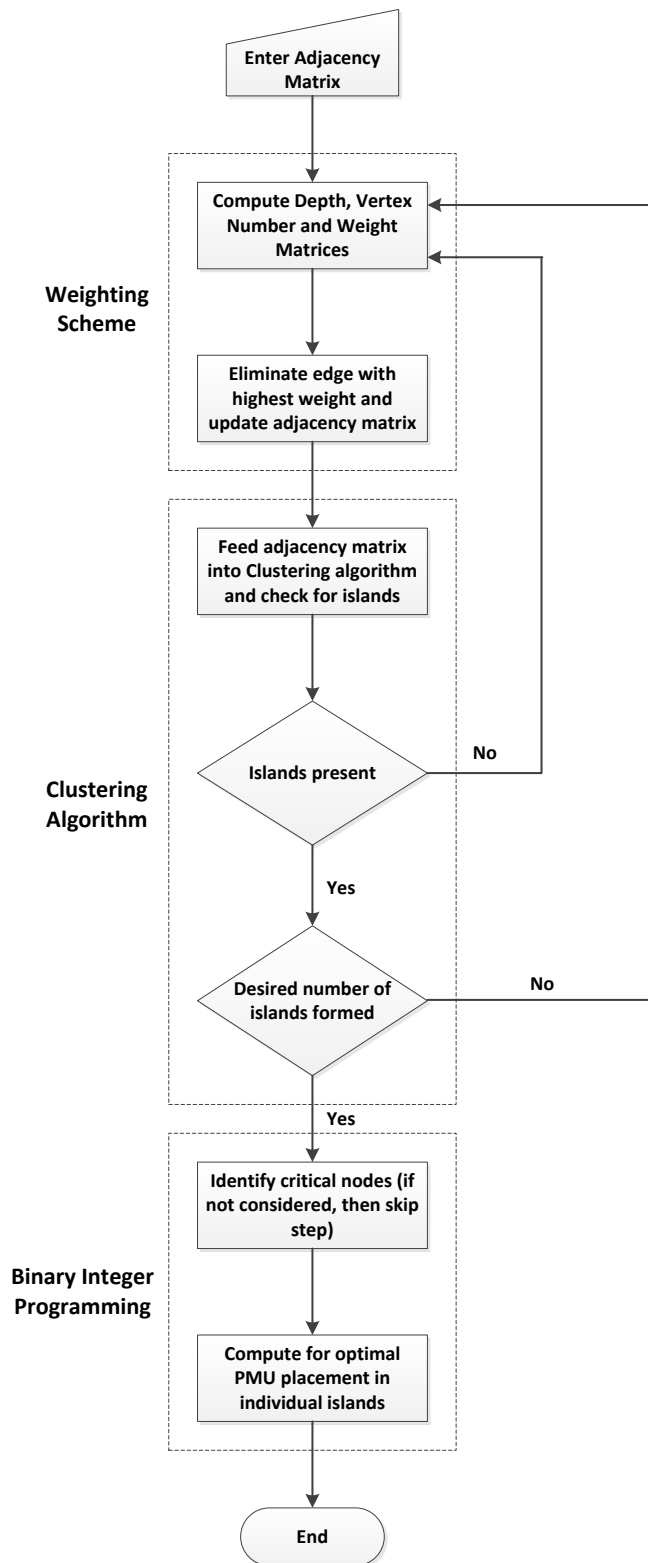 Enter Adjacency
Matrix
Compute Depth, Vertex
Number and Weight
Matrices
Weighting
Scheme
Eliminate edge with
highest weight and
update adjacency matrix
Feed adjacency matrix
into Clustering algorithm
and check for islands
Islands present
No
Clustering
Algorithm
Yes
Desired number of
islands formed
No
Yes
Identify critical nodes (if
not considered, then skip
step)
Binary Integer
Programming
Compute for optimal
PMU placement in
individual islands
End